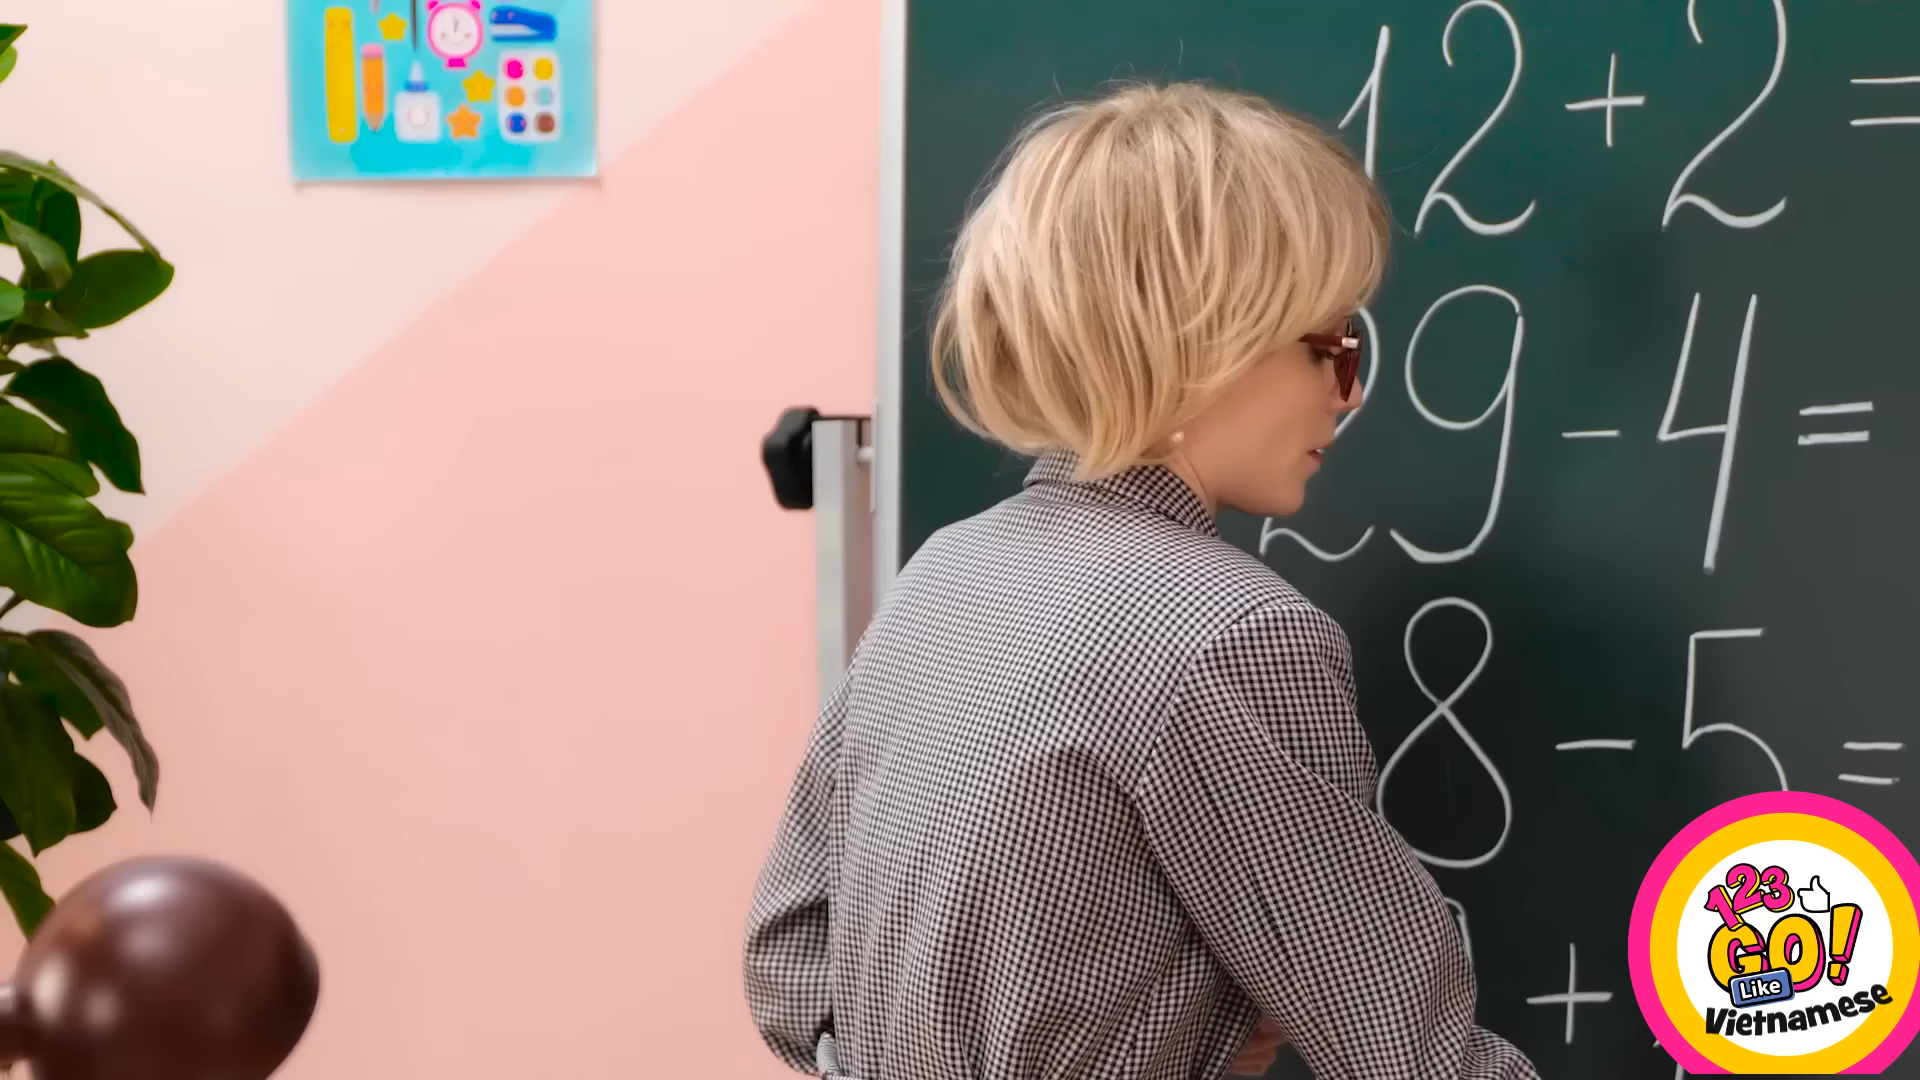 12 + 2 =
29 - 4 =
8 - 5 =
+
123
GO!
Like
Vietnamese